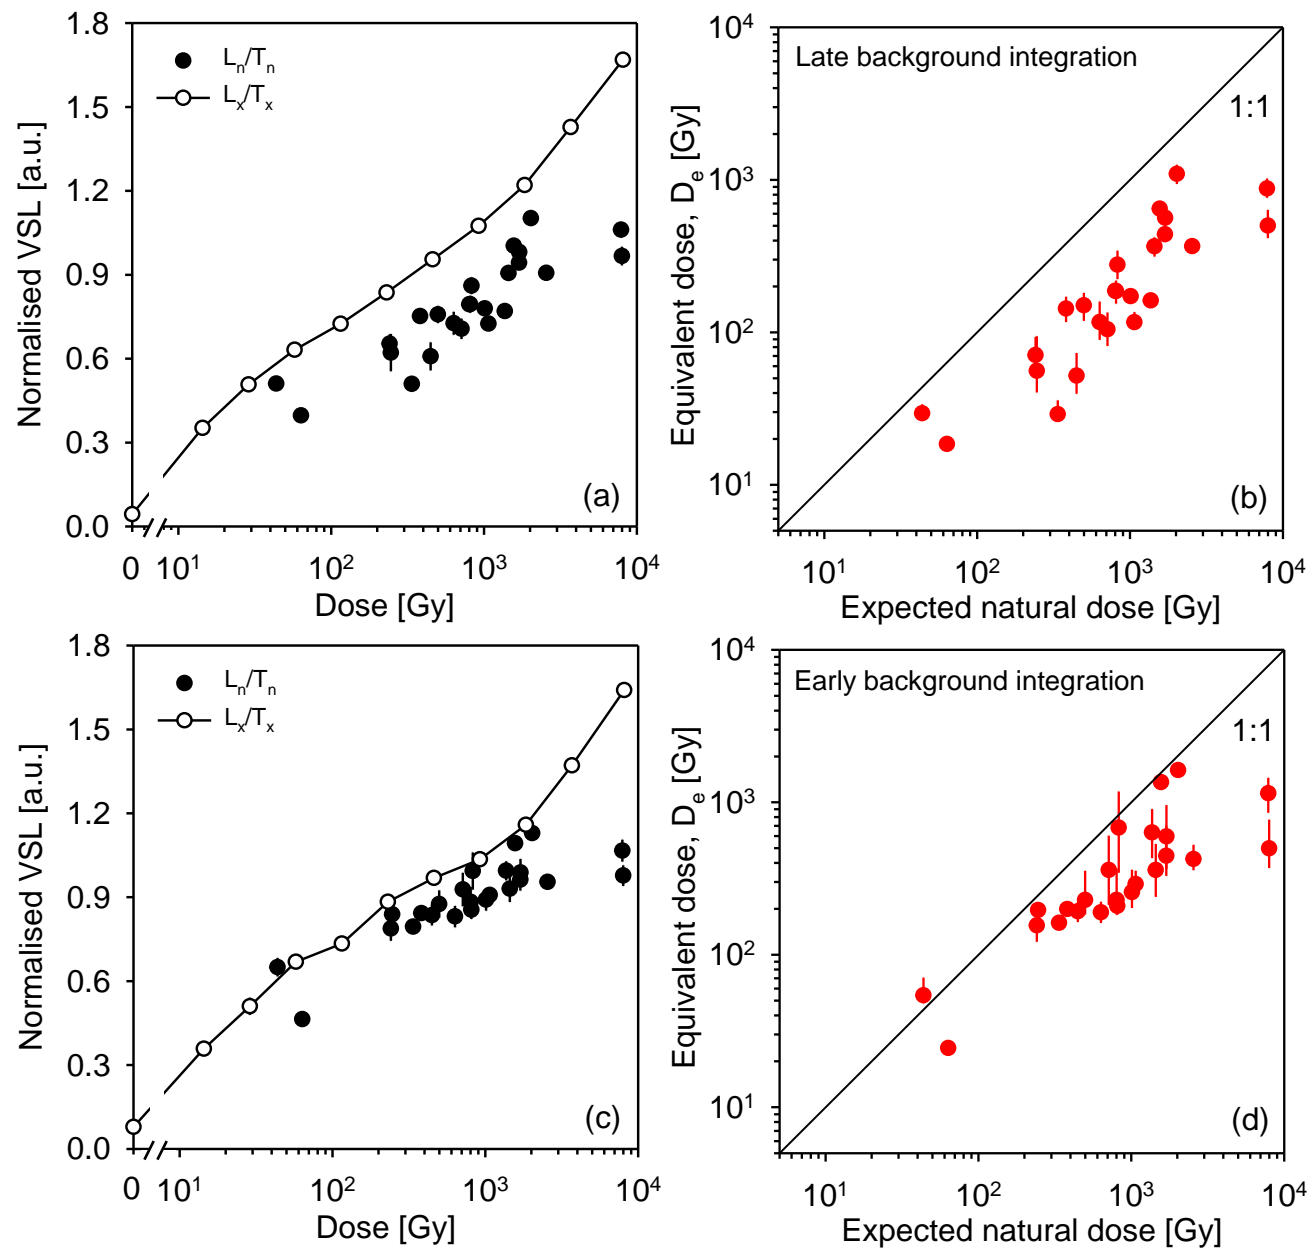 1.8
1.5
1.2
0.9
0.6
0.3
0.0
Normalised VSL [a.u.]
Lₙ/Tₙ
Lₓ/Tₓ
(a)
0 10¹ 10² 10³ 10⁴
Dose [Gy]
10⁴
10³
10²
10¹
Equivalent dose, Dₑ [Gy]
Late background integration
1:1
(b)
10¹ 10² 10³ 10⁴
Expected natural dose [Gy]
1.8
1.5
1.2
0.9
0.6
0.3
0.0
Normalised VSL [a.u.]
Lₙ/Tₙ
Lₓ/Tₓ
(c)
0 10¹ 10² 10³ 10⁴
Dose [Gy]
10⁴
10³
10²
10¹
Equivalent dose, Dₑ [Gy]
Early background integration
1:1
(d)
10¹ 10² 10³ 10⁴
Expected natural dose [Gy]